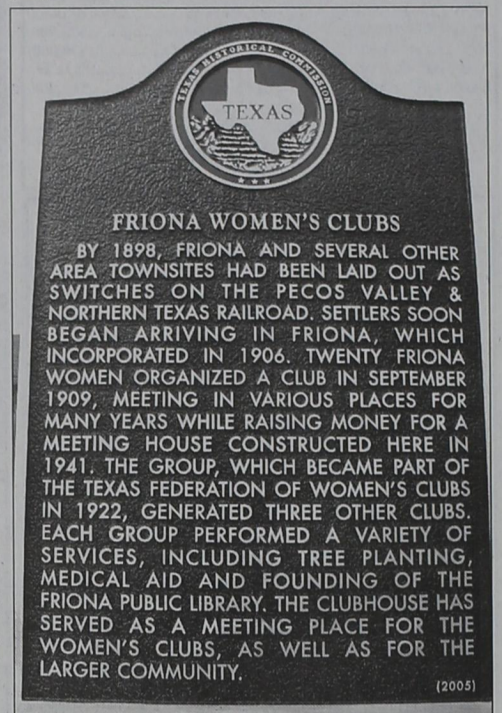 TEXAS HISTORICAL COMMISSION
TEXAS
FRIONA WOMEN'S CLUBS
BY 1898, FRIONA AND SEVERAL OTHER
AREA TOWNSITES HAD BEEN LAID OUT AS
SWITCHES ON THE PECOS VALLEY &
NORTHERN TEXAS RAILROAD. SETTLERS SOON
BEGAN ARRIVING IN FRIONA, WHICH
INCORPORATED IN 1906. TWENTY FRIONA
WOMEN ORGANIZED A CLUB IN SEPTEMBER
1909, MEETING IN VARIOUS PLACES FOR
MANY YEARS WHILE RAISING MONEY FOR A
MEETING HOUSE CONSTRUCTED HERE IN
1941. THE GROUP, WHICH BECAME PART OF
THE TEXAS FEDERATION OF WOMEN'S CLUBS
IN 1922, GENERATED THREE OTHER CLUBS.
EACH GROUP PERFORMED A VARIETY OF
SERVICES, INCLUDING TREE PLANTING,
MEDICAL AID AND FOUNDING OF THE
FRIONA PUBLIC LIBRARY. THE CLUBHOUSE HAS
SERVED AS A MEETING PLACE FOR THE
WOMEN'S CLUBS, AS WELL AS FOR THE
LARGER COMMUNITY.
(2005)